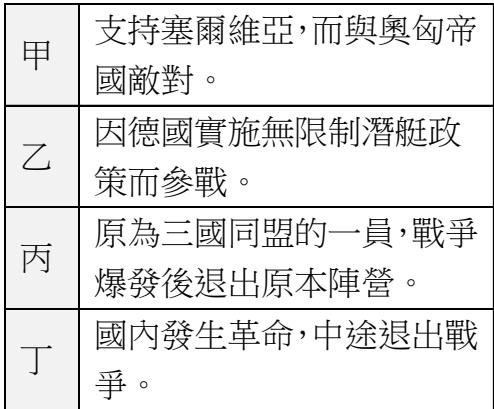 甲
支持塞爾維亞，而與奧匈帝
國敵對。
乙
因德國實施無限制潛艇政
策而參戰。
丙
原為三國同盟的一員，戰爭
爆發後退出原本陣營。
丁
國內發生革命，中途退出戰
爭。